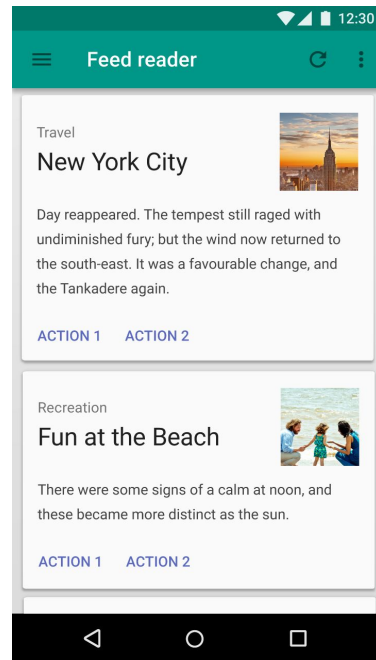 12:30
Feed reader
Travel
New York City
Day reappeared. The tempest still raged with
undiminished fury; but the wind now returned to
the south-east. It was a favourable change, and
the Tankadere again.
ACTION 1 ACTION 2
Recreation
Fun at the Beach
There were some signs of a calm at noon, and
these became more distinct as the sun.
ACTION 1 ACTION 2